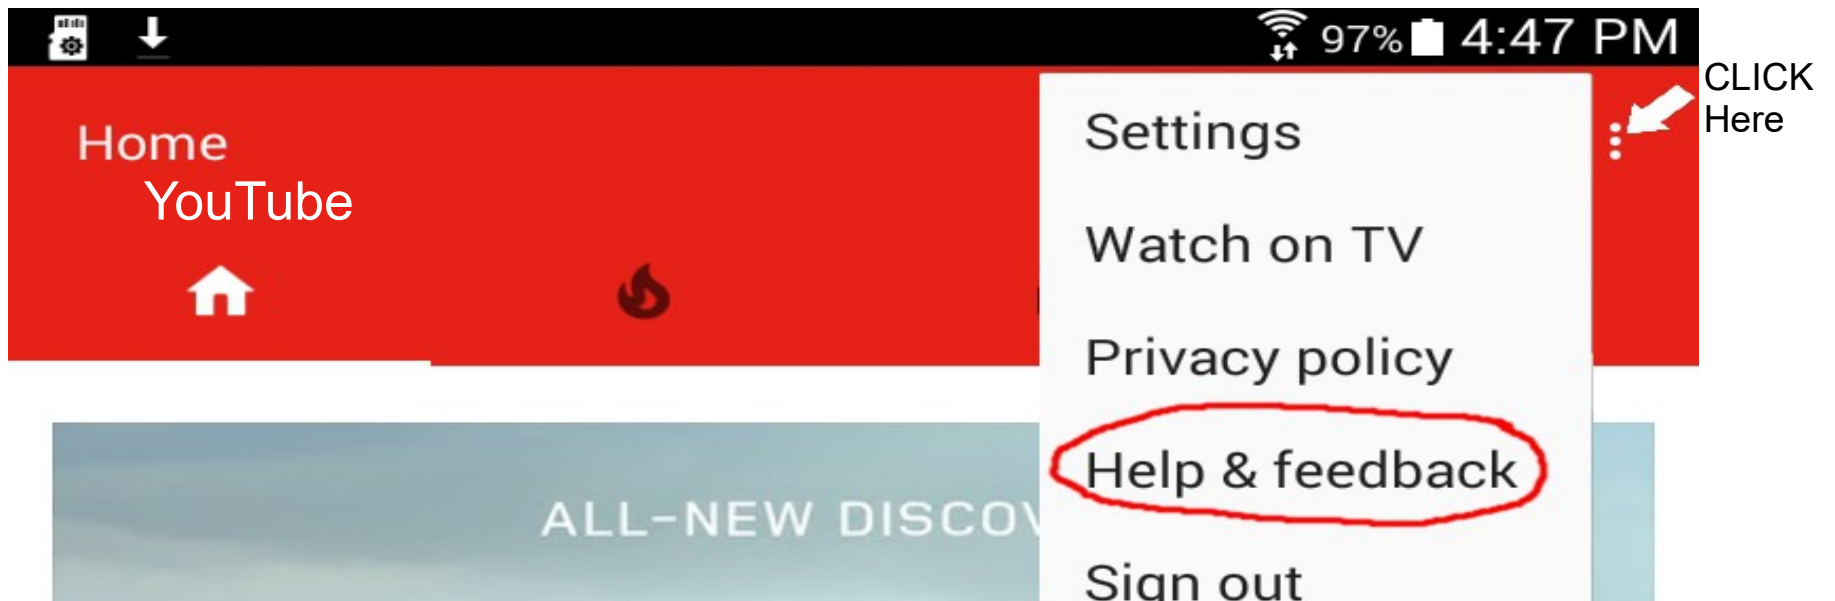 97% 4:47 PM
CLICK
Here
Home
YouTube
Settings
Watch on TV
Privacy policy
Help & feedback
ALL-NEW DISCOV
Sign out